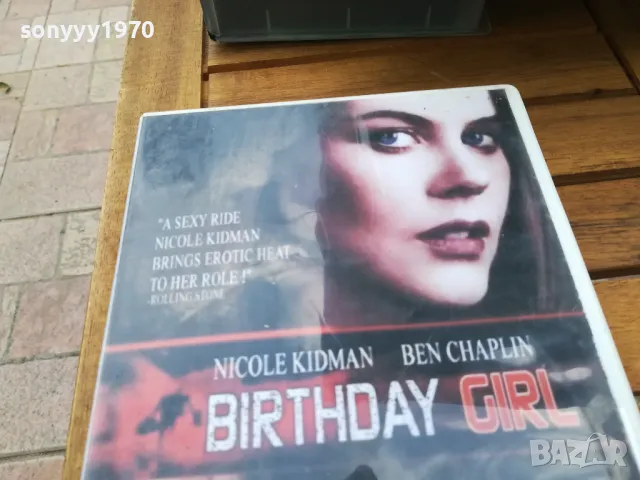 sonyyy1970
"A SEXY RIDE
NICOLE KIDMAN
BRINGS EROTIC HEAT
TO HER ROLE !"
-ROLLING STONE
NICOLE KIDMAN BEN CHAPLIN
BIRTHDAY GIRL
BAZAR
bg